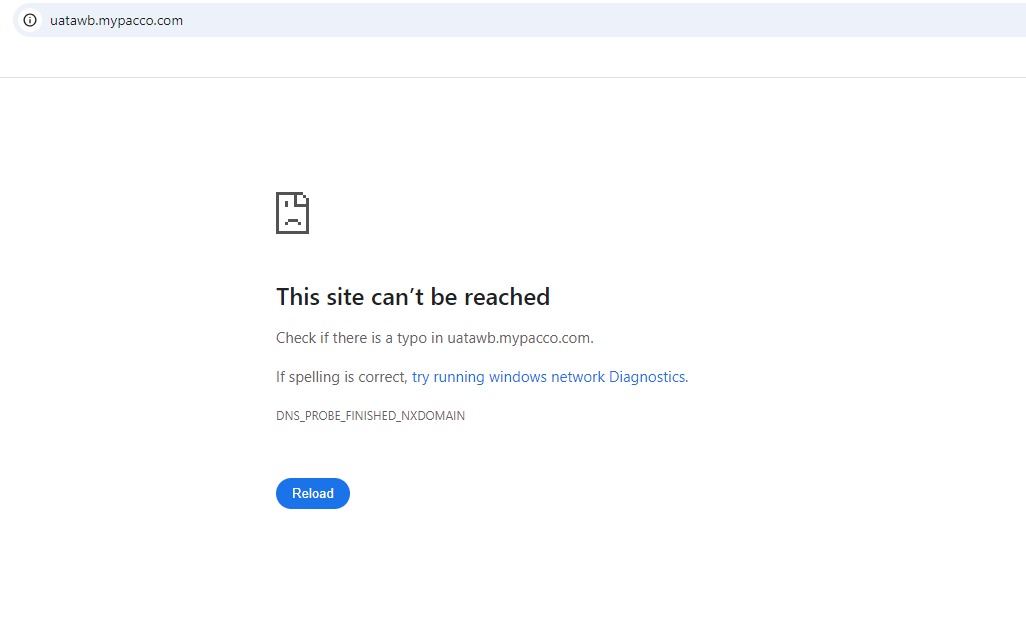 uatawb.mypacco.com
This site can’t be reached
Check if there is a typo in uatawb.mypacco.com.
If spelling is correct, try running windows network Diagnostics.
DNS_PROBE_FINISHED_NXDOMAIN
Reload